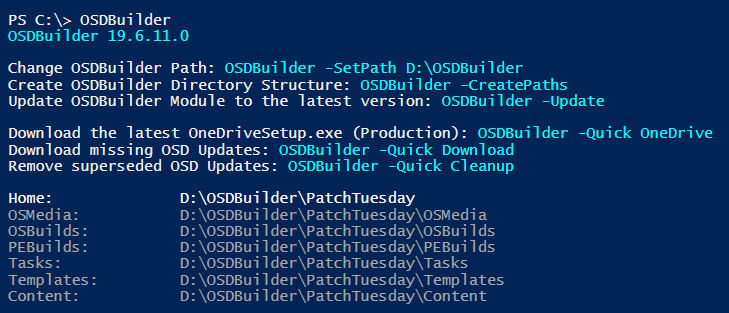 PS C:\> OSDBuilder
OSDBuilder 19.6.11.0
Change OSDBuilder Path: OSDBuilder -SetPath D:\OSDBuilder
Create OSDBuilder Directory Structure: OSDBuilder -CreatePaths
Update OSDBuilder Module to the latest version: OSDBuilder -Update
Download the latest OneDriveSetup.exe (Production): OSDBuilder -Quick OneDrive
Download missing OSD Updates: OSDBuilder -Quick Download
Remove superseded OSD Updates: OSDBuilder -Quick Cleanup
Home: D:\OSDBuilder\PatchTuesday
OSMedia: D:\OSDBuilder\PatchTuesday\OSMedia
OSBuilds: D:\OSDBuilder\PatchTuesday\OSBuilds
PEBuilds: D:\OSDBuilder\PatchTuesday\PEBuilds
Tasks: D:\OSDBuilder\PatchTuesday\Tasks
Templates: D:\OSDBuilder\PatchTuesday\Templates
Content: D:\OSDBuilder\PatchTuesday\Content